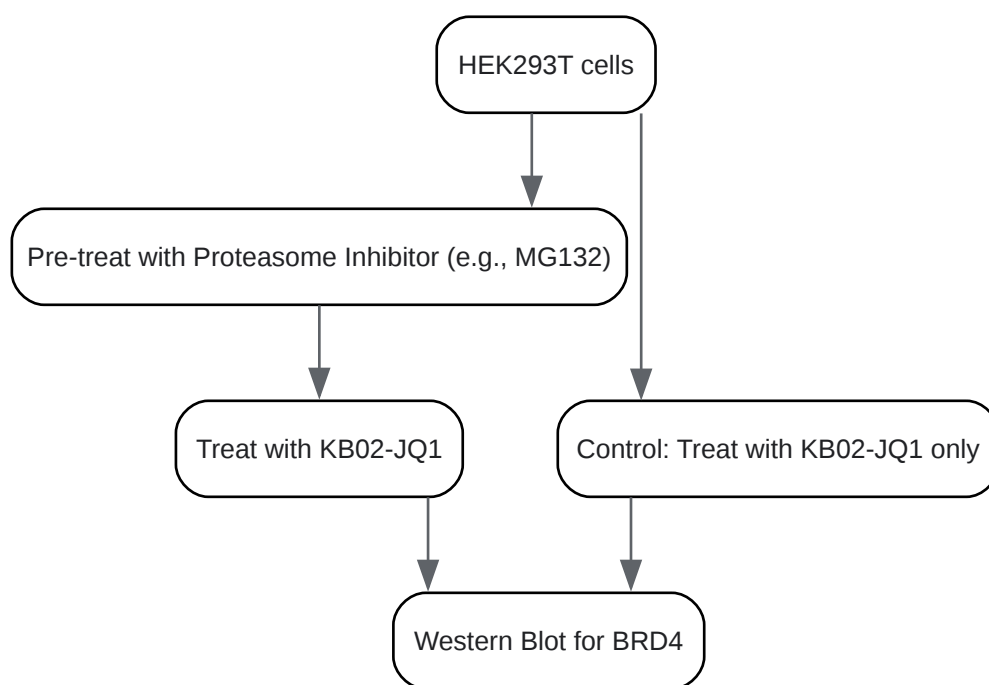 HEK293T cells
Pre-treat with Proteasome Inhibitor (e.g., MG132)
Treat with KB02-JQ1
Control: Treat with KB02-JQ1 only
Western Blot for BRD4